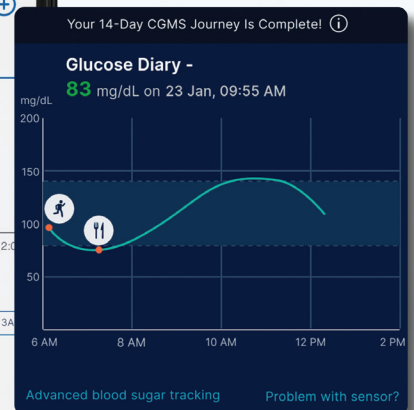 Your 14-Day CGMS Journey Is Complete! i
Glucose Diary -
83 mg/dL on 23 Jan, 09:55 AM
mg/dL
200
150
100
50
6 AM 8 AM 10 AM 12 PM 2 PM
Advanced blood sugar tracking Problem with sensor?
3A